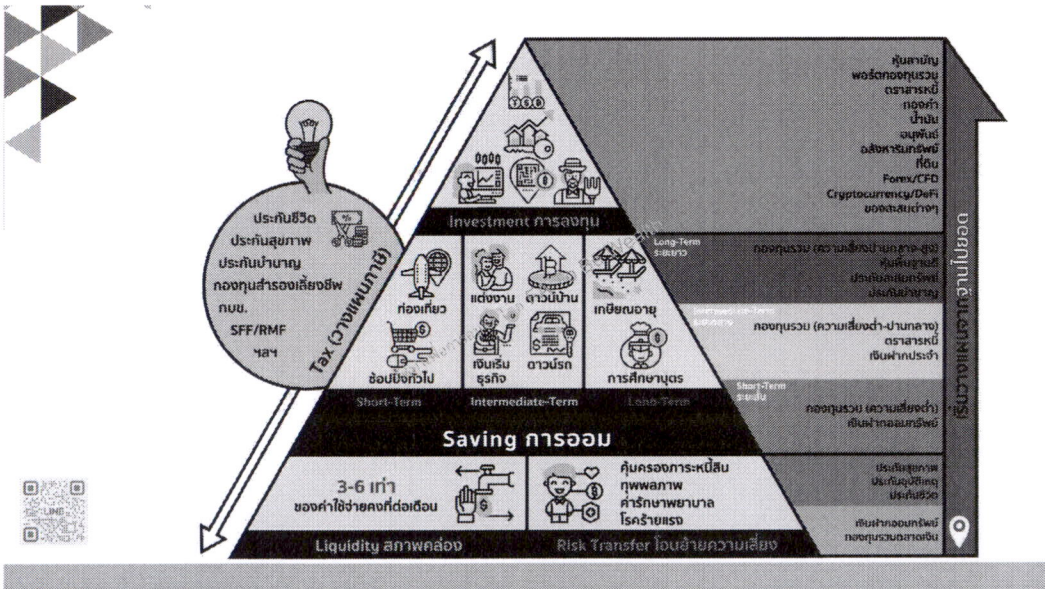 ประกันชีวิต
ประกันสุขภาพ
ประกันบำนาญ
กองทุนสำรองเลี้ยงชีพ
กบข.
SFF/RMF
ฯลฯ
Tax (วางแผนภาษี)
Investment การลงทุน
ท่องเที่ยว
ช้อปปิ้งทั่วไป
แต่งงาน
ดาวน์บ้าน
เงินเริ่ม
ธุรกิจ
ดาวน์รถ
เกษียณอายุ
การศึกษาบุตร
Short-Term
Intermediate-Term
Long-Term
Saving การออม
3-6 เท่า
ของค่าใช้จ่ายคงที่ต่อเดือน
คุ้มครองภาระหนี้สิน
ทุพพลภาพ
ค่ารักษาพยาบาล
โรคร้ายแรง
Liquidity สภาพคล่อง
Risk Transfer โอนย้ายความเสี่ยง
หุ้นสามัญ
พอร์ตกองทุนรวม
ตราสารหนี้
ทองคำ
น้ำมัน
อนุพันธ์
อสังหาริมทรัพย์
ที่ดิน
Forex/CFD
Cryptocurrency/DeFi
ของสะสมต่างๆ
Long-Term
ระยะยาว
กองทุนรวม (ความเสี่ยงปานกลาง-สูง)
หุ้นพื้นฐานดี
ประกันสะสมทรัพย์
ประกันบำนาญ
Intermediate-Term
กองทุนรวม (ความเสี่ยงต่ำ-ปานกลาง)
ตราสารหนี้
เงินฝากประจำ
Short-Term
ระยะสั้น
กองทุนรวม (ความเสี่ยงต่ำ)
เงินฝากออมทรัพย์
ประกันสุขภาพ
ประกันอุบัติเหตุ
ประกันชีวิต
เงินฝากออมทรัพย์
กองทุนรวมตลาดเงิน
LINE